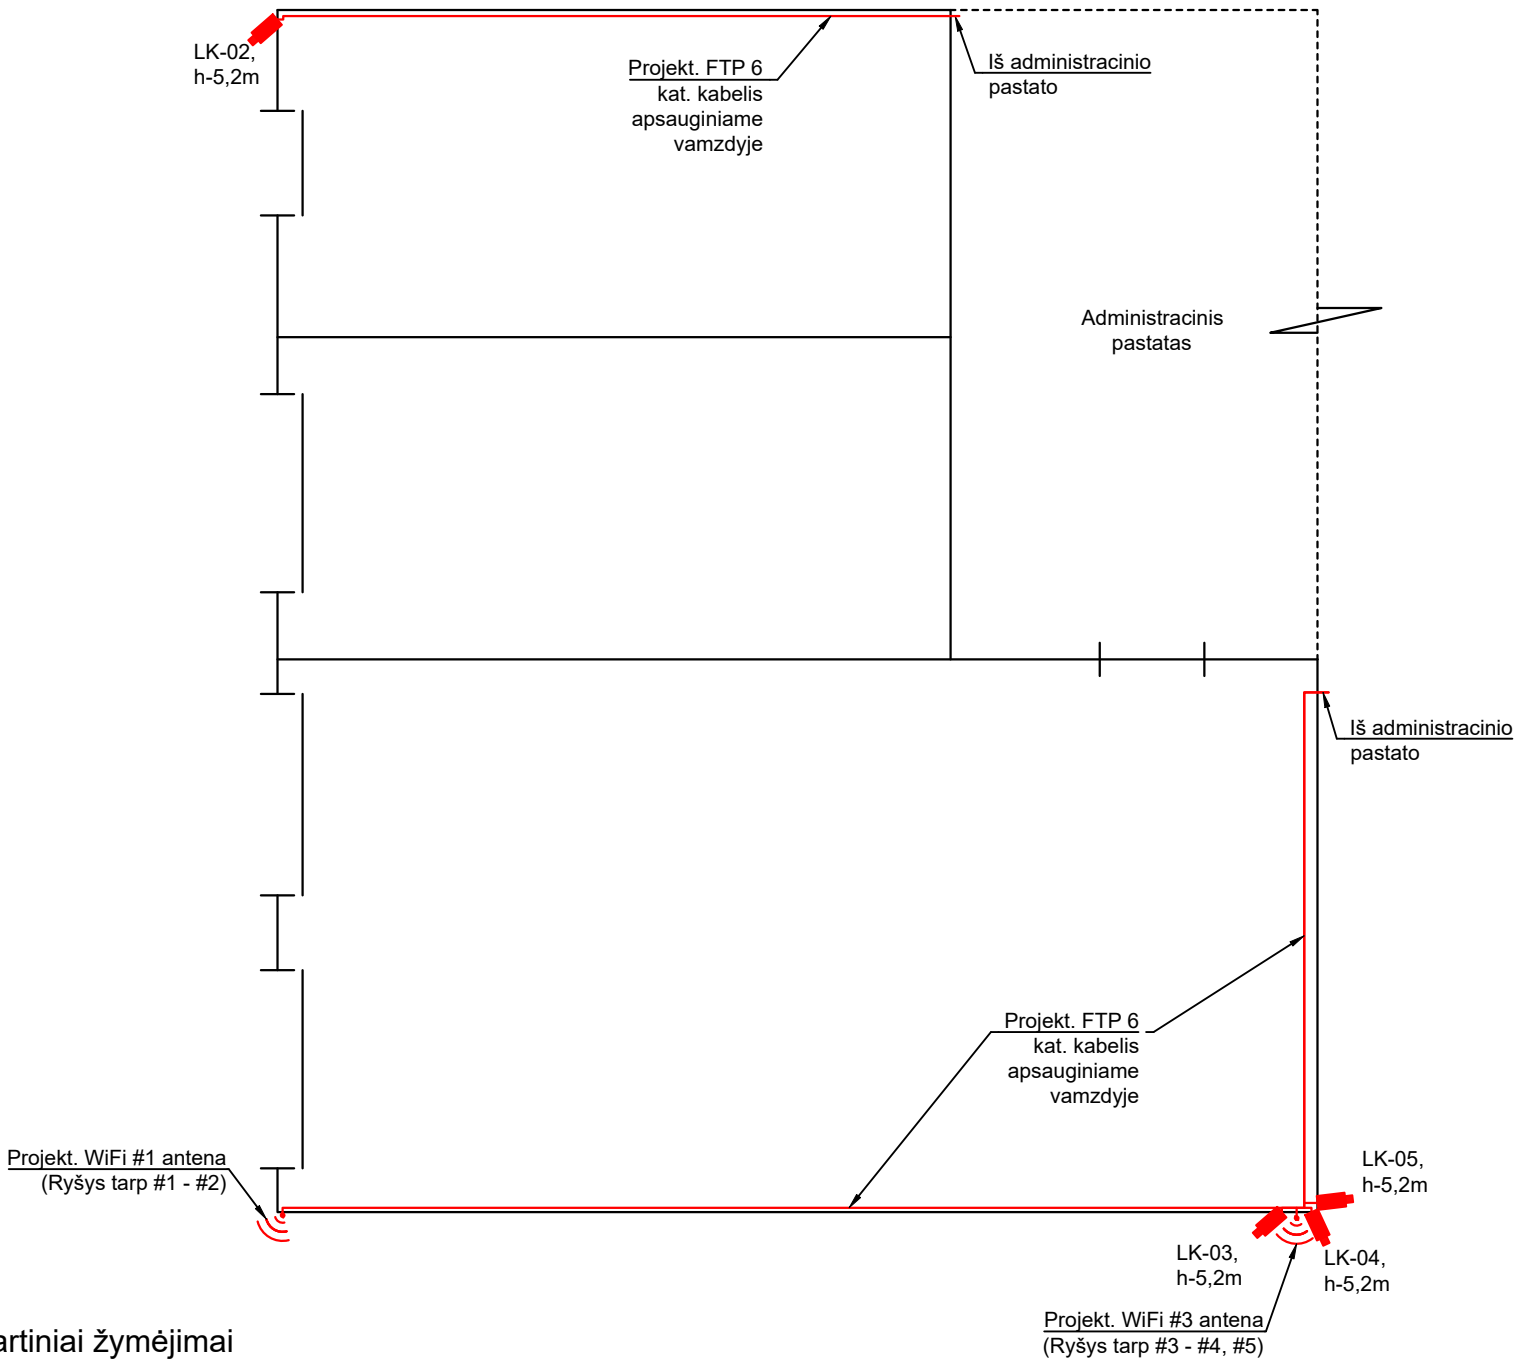 LK-02,
h-5,2m
Projekt. FTP 6
kat. kabelis
apsauginiame
vamzdyje
Iš administracinio
pastato
Administracinis
pastatas
Iš administracinio
pastato
Projekt. FTP 6
kat. kabelis
apsauginiame
vamzdyje
Projekt. WiFi #1 antena
(Ryšys tarp #1 - #2)
LK-05,
h-5,2m
LK-03,
h-5,2m
LK-04,
h-5,2m
Projekt. WiFi #3 antena
(Ryšys tarp #3 - #4, #5)
artiniai žymėjimai